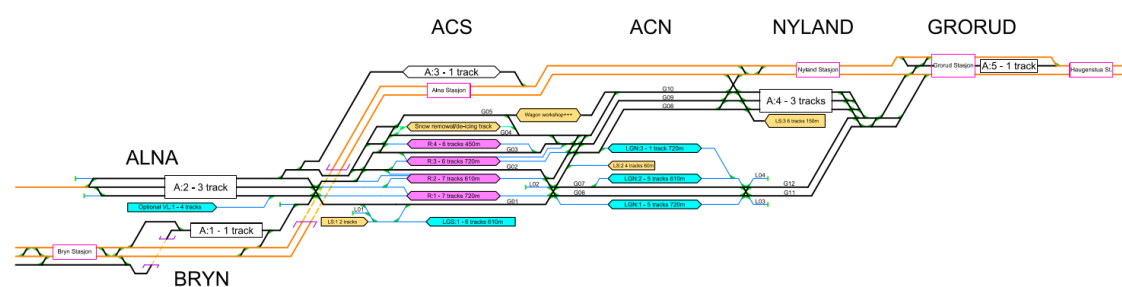 ACS
ACN
NYLAND
GRORUD
A:3 - 1 track
Alna Stasjon
Nyland Stasjon
Grorud Stasjon
A:5 - 1 track
Haugenstua St.
G10
G09
G08
A:4 - 3 tracks
LS:3 6 tracks 150m
G05
Wagon workshop+++
Snow removal/de-icing track
G04
R:4 - 6 tracks 450m
G03
LGN:3 - 1 track 720m
ALNA
R:3 - 6 tracks 720m
G02
LS:2 4 tracks 60m
A:2 - 3 track
R:2 - 7 tracks 610m
L02
G07
LGN:2 - 5 tracks 610m
L04
G12
R:1 - 7 tracks 720m
G06
G11
Optional VL:1 - 4 tracks
G01
LGN:1 - 5 tracks 720m
L03
L01
LS:1 2 tracks
LGS:1 - 6 tracks 610m
A:1 - 1 track
Bryn Stasjon
BRYN